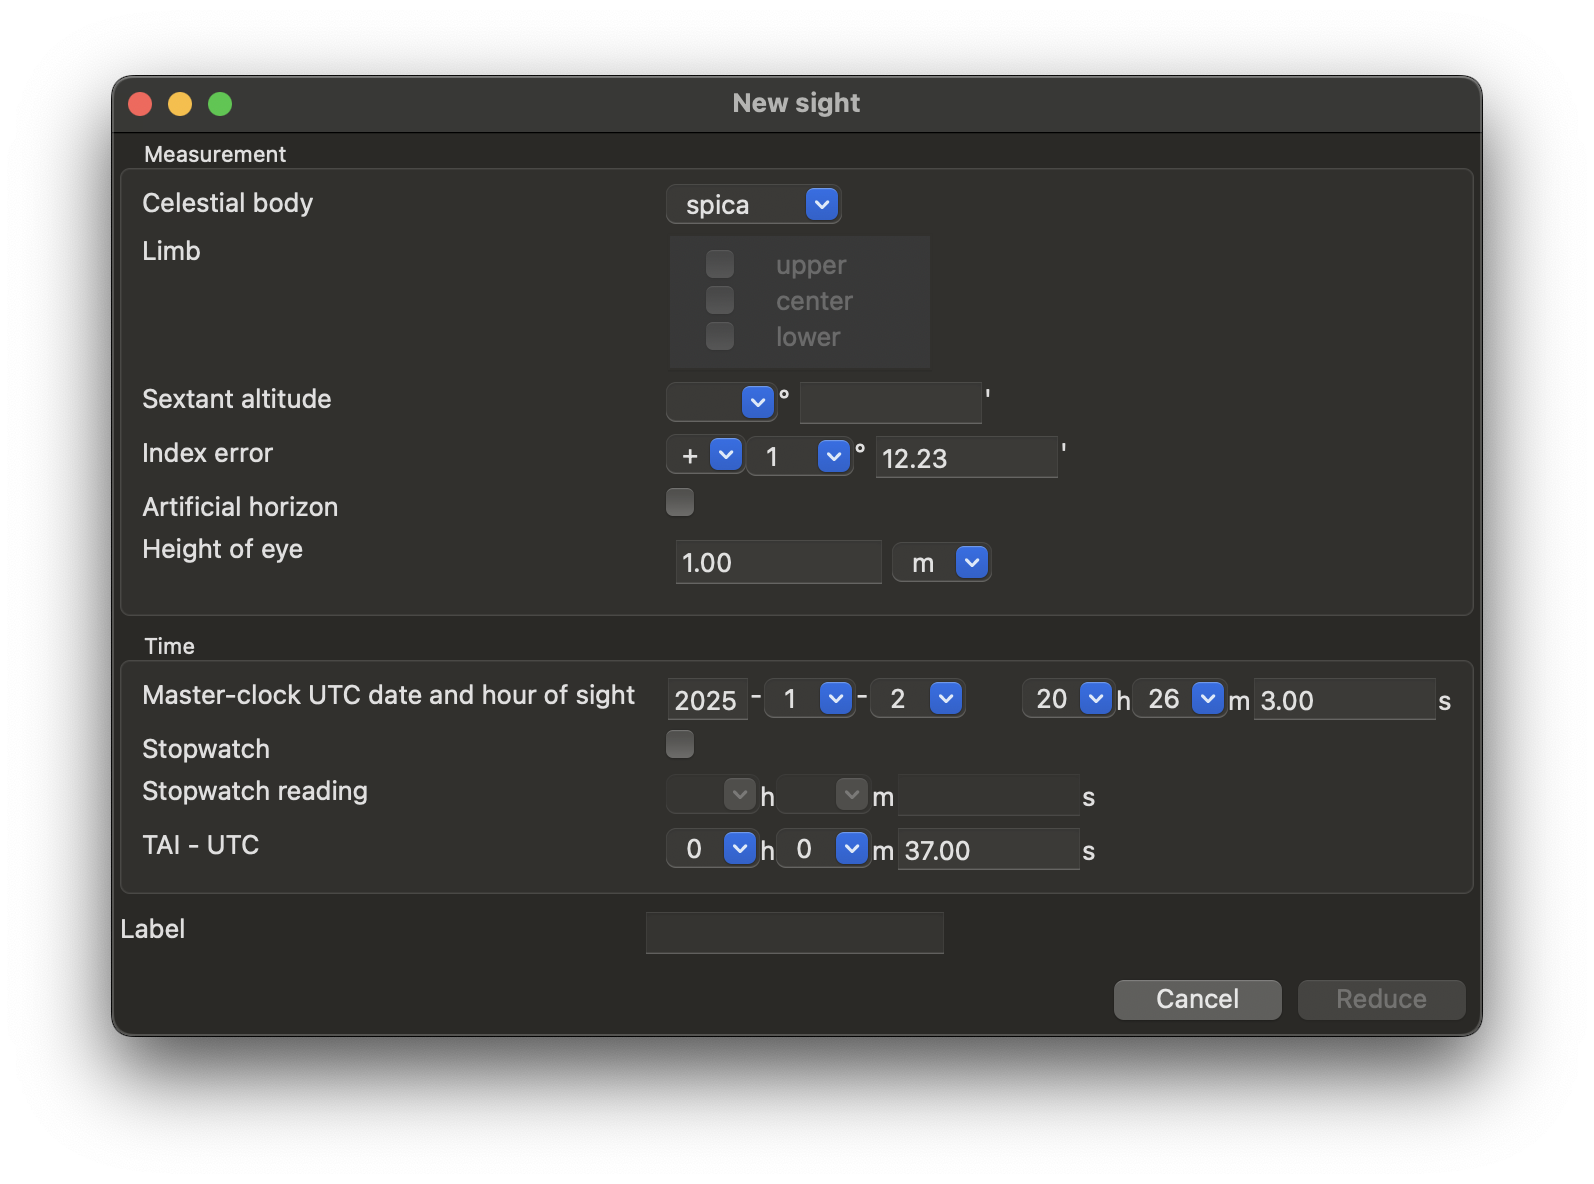 New sight
Measurement
Celestial body spica
Limb
upper
center
lower
Sextant altitude ° '
Index error + 1 ° 12.23 '
Artificial horizon
Height of eye 1.00 m
Time
Master-clock UTC date and hour of sight 2025 - 1 - 2 20 h 26 m 3.00 s
Stopwatch
Stopwatch reading h m s
TAI - UTC 0 h 0 m 37.00 s
Label
Cancel Reduce